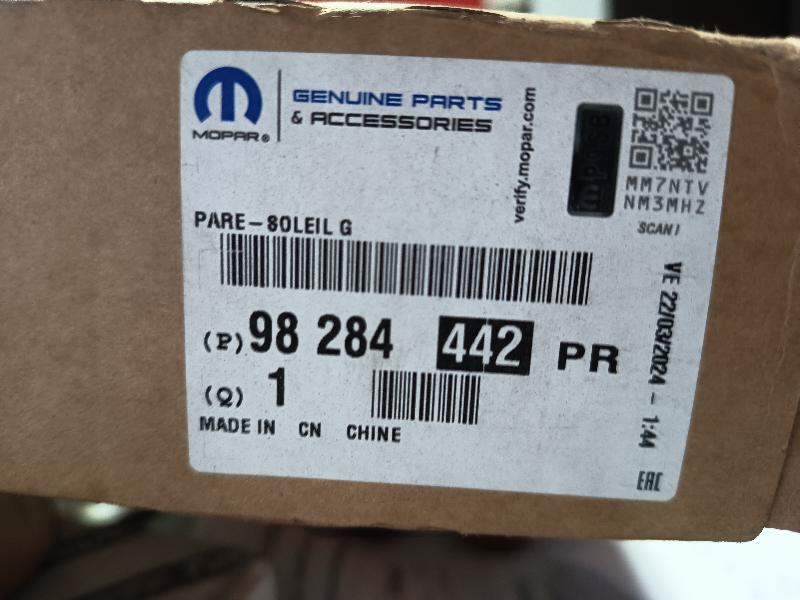 MOPAR®
GENUINE PARTS
& ACCESSORIES
verify.mopar.com
MM7NTV
NM3MHZ
SCAN!
PARE-SOLEIL G
(P) 98 284 442 PR
(Q) 1
MADE IN CN CHINE
VE 22/03/2024 - 1:44
EAC